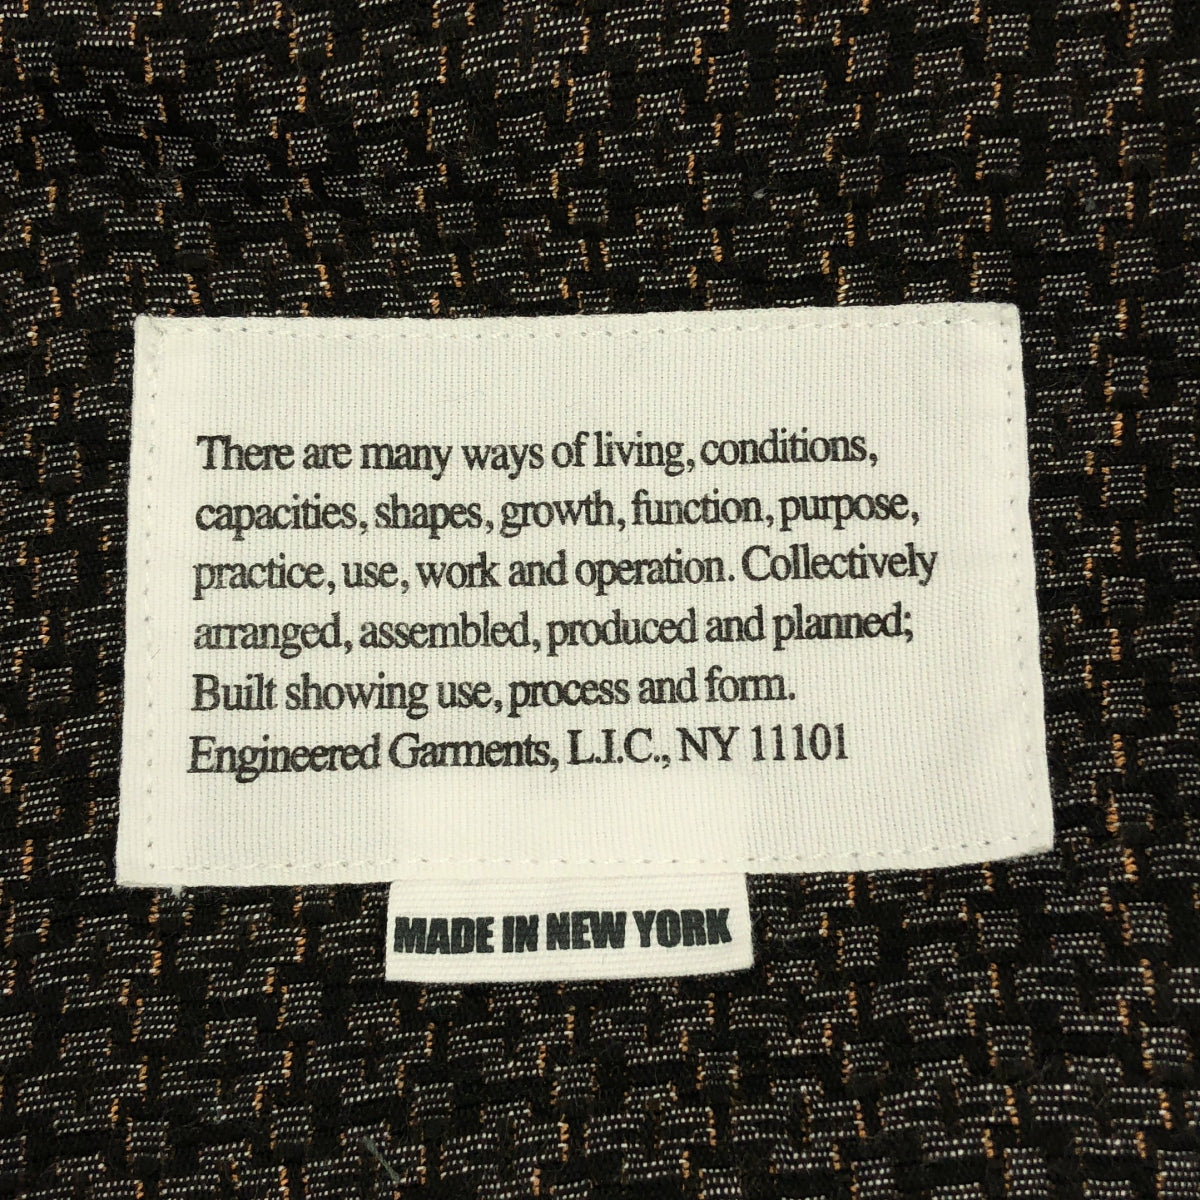 There are many ways of living, conditions,
capacities, shapes, growth, function, purpose,
practice, use, work and operation. Collectively
arranged, assembled, produced and planned;
Built showing use, process and form.
Engineered Garments, L.I.C., NY 11101
MADE IN NEW YORK